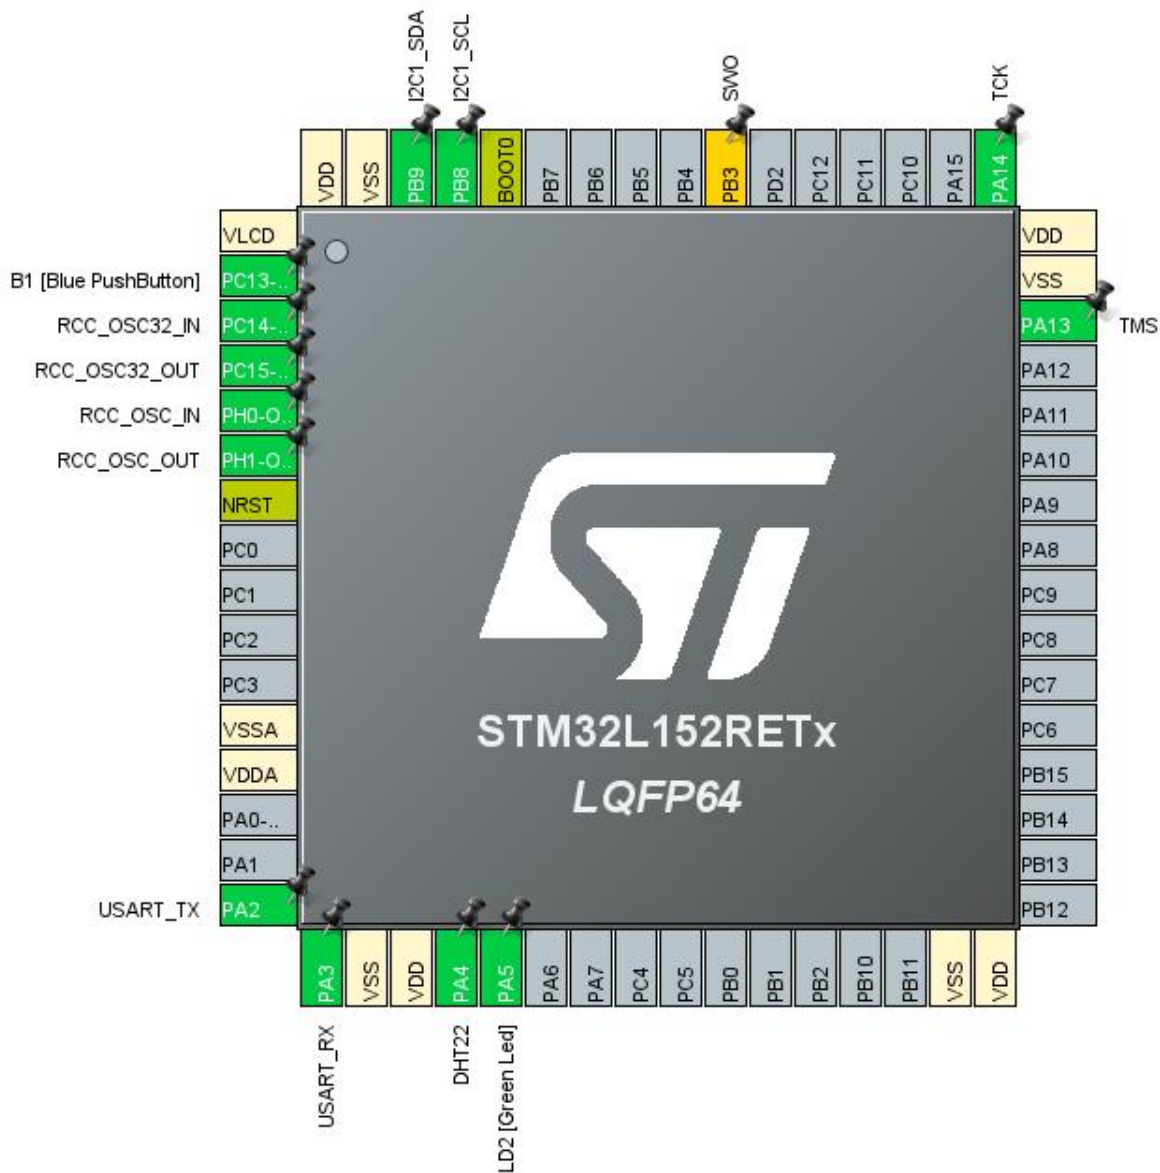 I2C1_SDA
I2C1_SCL
SWO
TCK
VDD
VSS
PB9
PB8
BOOT0
PB7
PB6
PB5
PB4
PB3
PD2
PC12
PC11
PC10
PA15
PA14
VLCD
B1 [Blue PushButton] PC13-..
RCC_OSC32_IN PC14-..
RCC_OSC32_OUT PC15-..
RCC_OSC_IN PH0-O..
RCC_OSC_OUT PH1-O..
NRST
PC0
PC1
PC2
PC3
VSSA
VDDA
PA0-..
PA1
USART_TX PA2
ST
STM32L152RETx
LQFP64
VDD
VSS
PA13 TMS
PA12
PA11
PA10
PA9
PA8
PC9
PC8
PC7
PC6
PB15
PB14
PB13
PB12
PA3
VSS
VDD
PA4
PA5
PA6
PA7
PC4
PC5
PB0
PB1
PB2
PB10
PB11
VSS
VDD
USART_RX
DHT22
LD2 [Green Led]